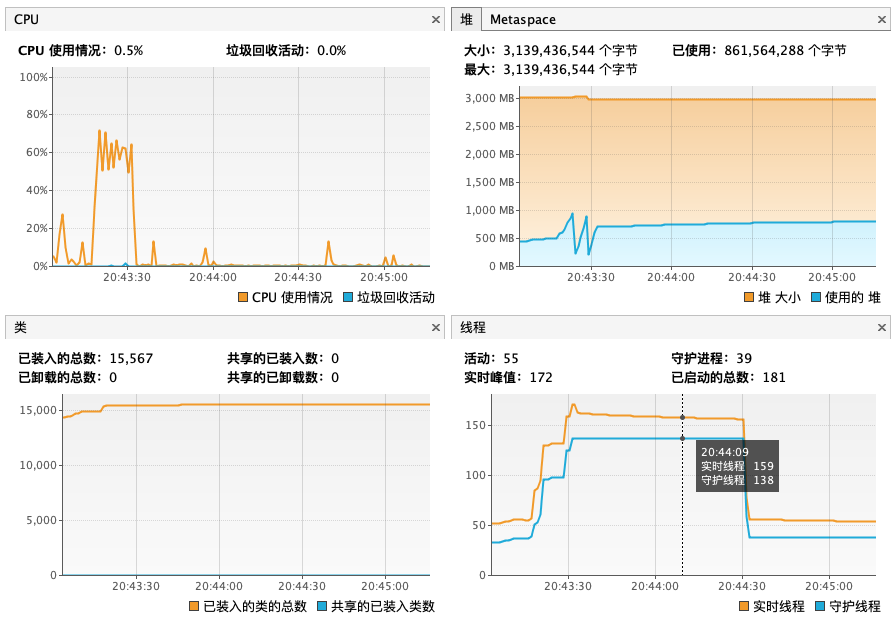 CPU
CPU 使用情况: 0.5% 垃圾回收活动: 0.0%
100%
80%
60%
40%
20%
0%
20:43:30 20:44:00 20:44:30 20:45:00
CPU 使用情况 垃圾回收活动
堆 Metaspace
大小: 3,139,436,544 个字节 已使用: 861,564,288 个字节
最大: 3,139,436,544 个字节
3,000 MB
2,500 MB
2,000 MB
1,500 MB
1,000 MB
500 MB
0 MB
20:43:30 20:44:00 20:44:30 20:45:00
堆 大小 使用的 堆
类
已装入的总数: 15,567 共享的已装入数: 0
已卸载的总数: 0 共享的已卸载数: 0
15,000
10,000
5,000
0
20:43:30 20:44:00 20:44:30 20:45:00
已装入的类的总数 共享的已装入类数
线程
活动: 55 守护进程: 39
实时峰值: 172 已启动的总数: 181
150
100
50
0
20:44:09
实时线程 159
守护线程 138
20:43:30 20:44:00 20:44:30 20:45:00
实时线程 守护线程